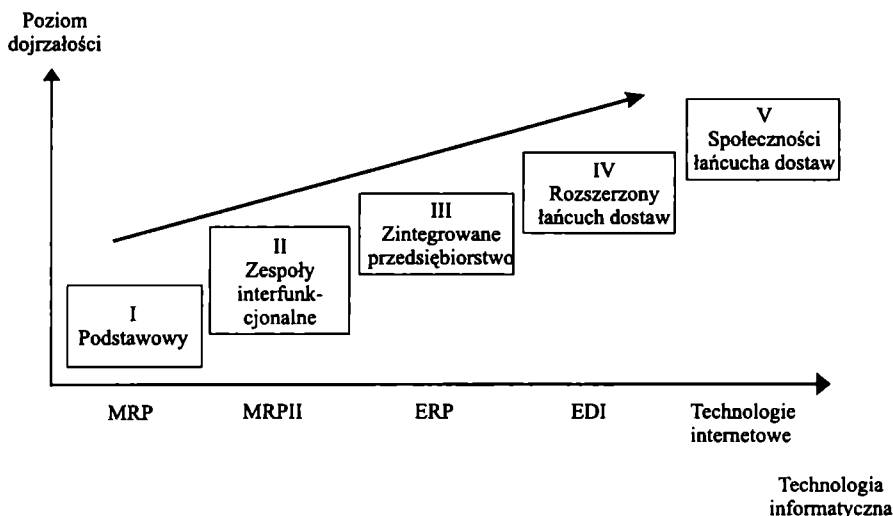 Poziom
dojrzałości
V
Społeczności
łańcucha dostaw
IV
Rozszerzony
łańcuch dostaw
III
Zintegrowane
przedsiębiorstwo
II
Zespoły
interfunk-
cjonalne
I
Podstawowy
MRP
MRPII
ERP
EDI
Technologie
internetowe
Technologia
informatyczna